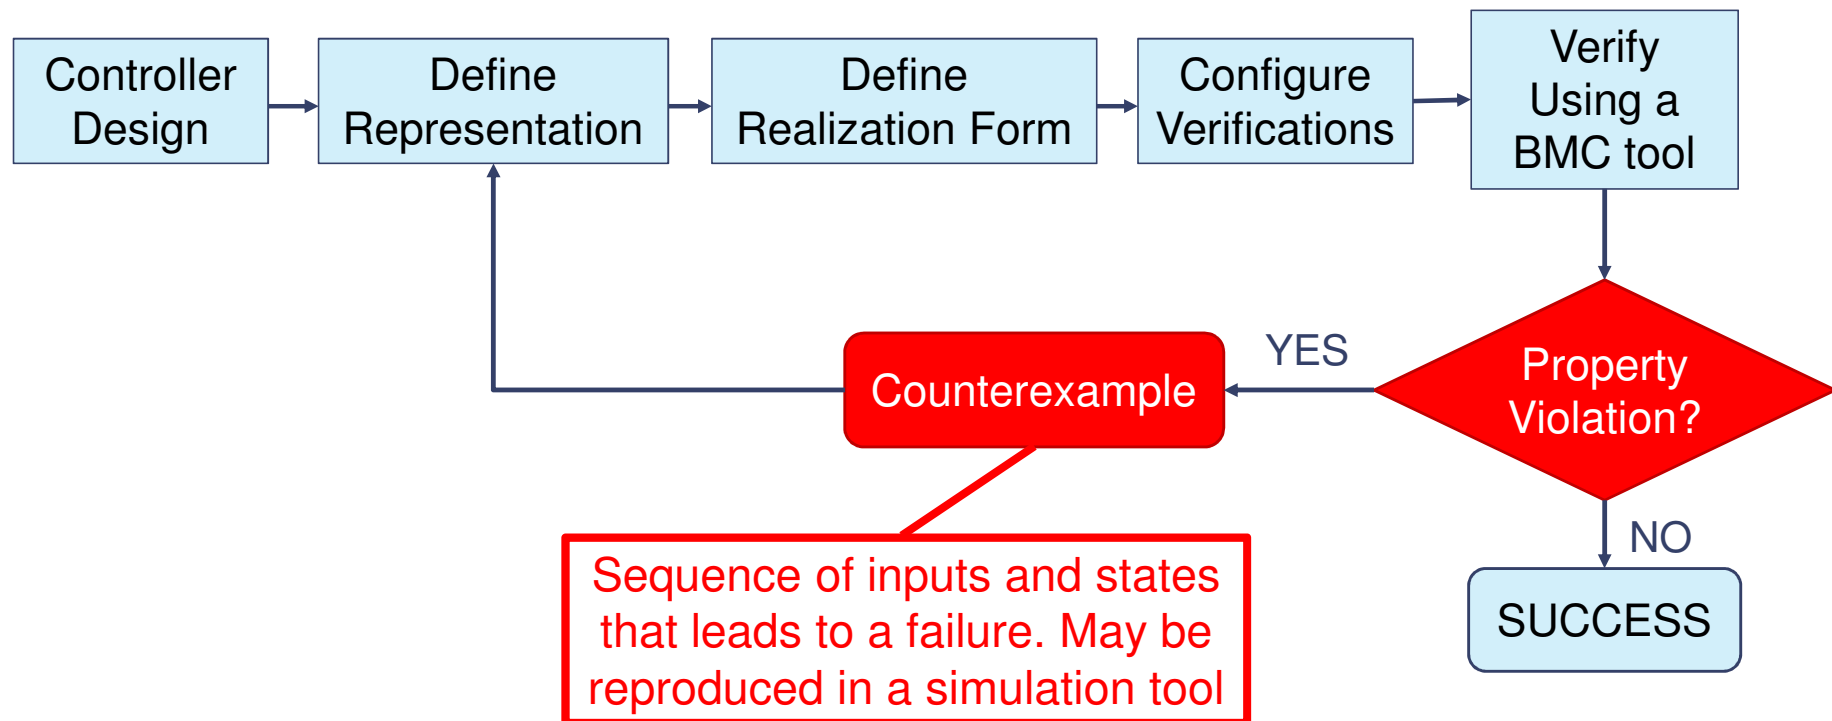 Controller
Design
Define
Representation
Define
Realization Form
Configure
Verifications
Verify
Using a
BMC tool
Property
Violation?
YES
Counterexample
NO
SUCCESS
Sequence of inputs and states
that leads to a failure. May be
reproduced in a simulation tool